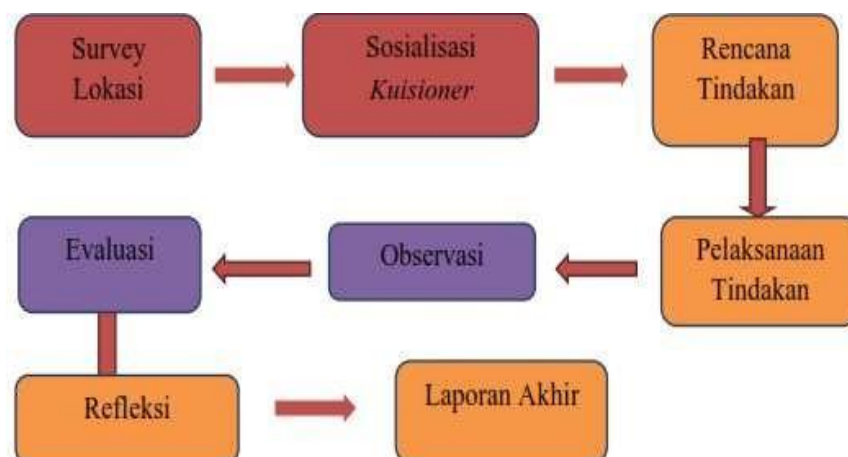 Survey
Lokasi
Sosialisasi
Kuisioner
Rencana
Tindakan
Pelaksanaan
Tindakan
Observasi
Evaluasi
Refleksi
Laporan Akhir